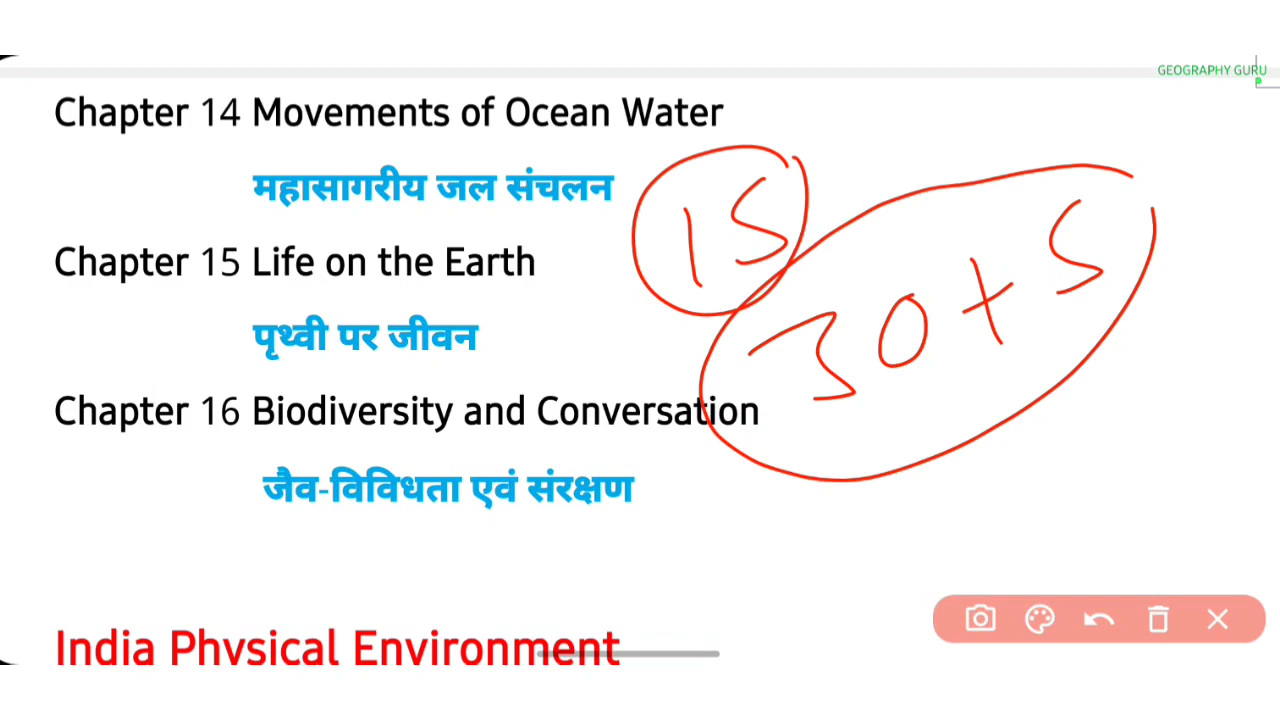 GEOGRAPHY GURU
P
Chapter 14 Movements of Ocean Water
महासागरीय जल संचलन
15
Chapter 15 Life on the Earth
30+5
पृथ्वी पर जीवन
Chapter 16 Biodiversity and Conversation
जैव-विविधता एवं संरक्षण
India Physical Environment